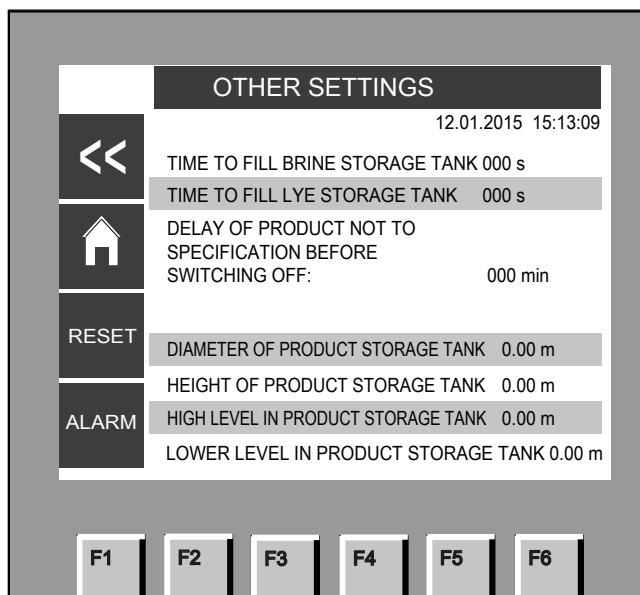 OTHER SETTINGS
12.01.2015 15:13:09
<<
TIME TO FILL BRINE STORAGE TANK 000 s
TIME TO FILL LYE STORAGE TANK 000 s
DELAY OF PRODUCT NOT TO
SPECIFICATION BEFORE
SWITCHING OFF: 000 min
RESET
DIAMETER OF PRODUCT STORAGE TANK 0.00 m
HEIGHT OF PRODUCT STORAGE TANK 0.00 m
ALARM
HIGH LEVEL IN PRODUCT STORAGE TANK 0.00 m
LOWER LEVEL IN PRODUCT STORAGE TANK 0.00 m
F1 F2 F3 F4 F5 F6